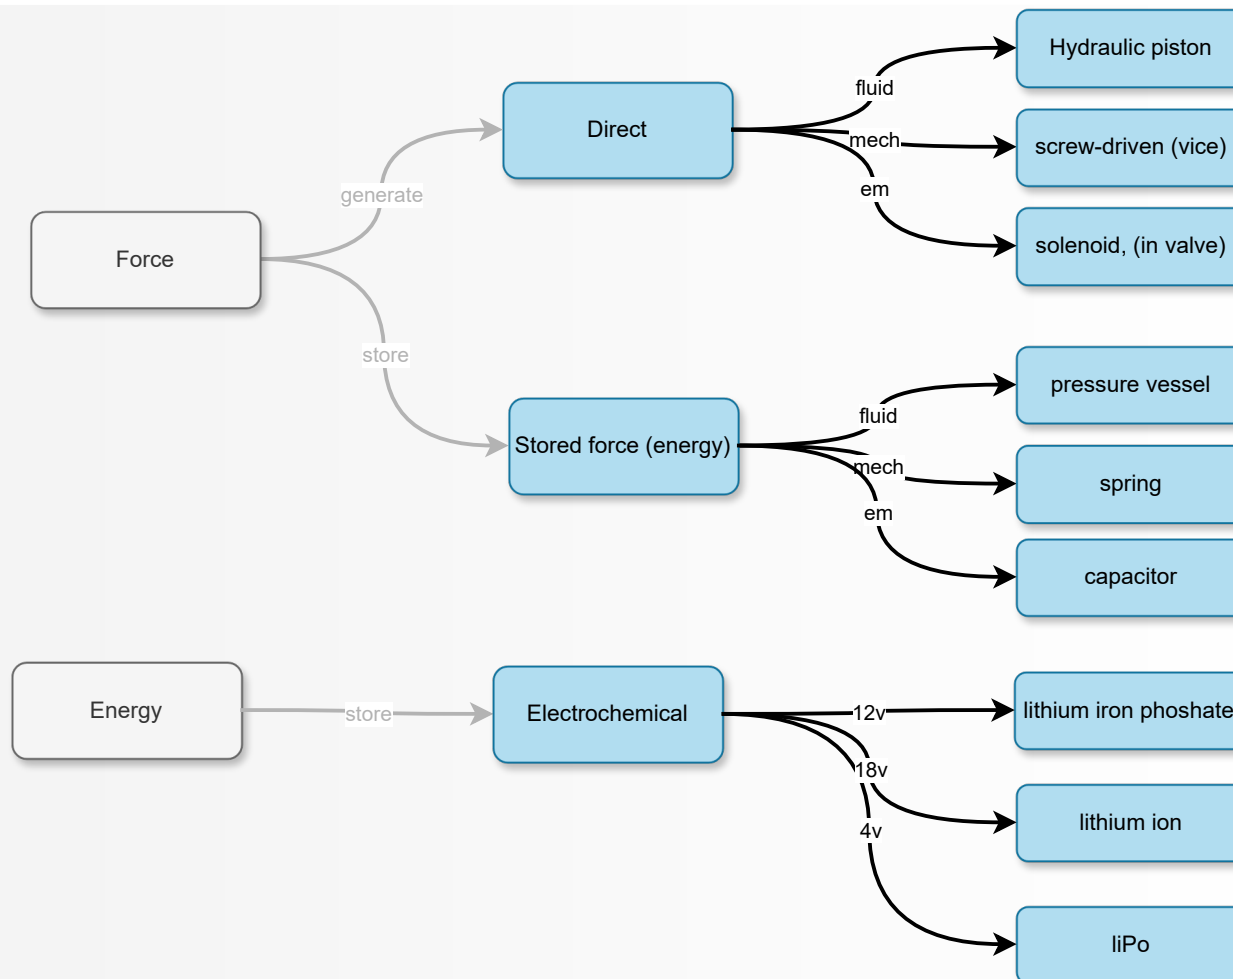 Force
generate
store
Direct
fluid
mech
em
Hydraulic piston
screw-driven (vice)
solenoid, (in valve)
Stored force (energy)
fluid
mech
em
pressure vessel
spring
capacitor
Energy
store
Electrochemical
12v
18v
4v
lithium iron phoshate
lithium ion
liPo